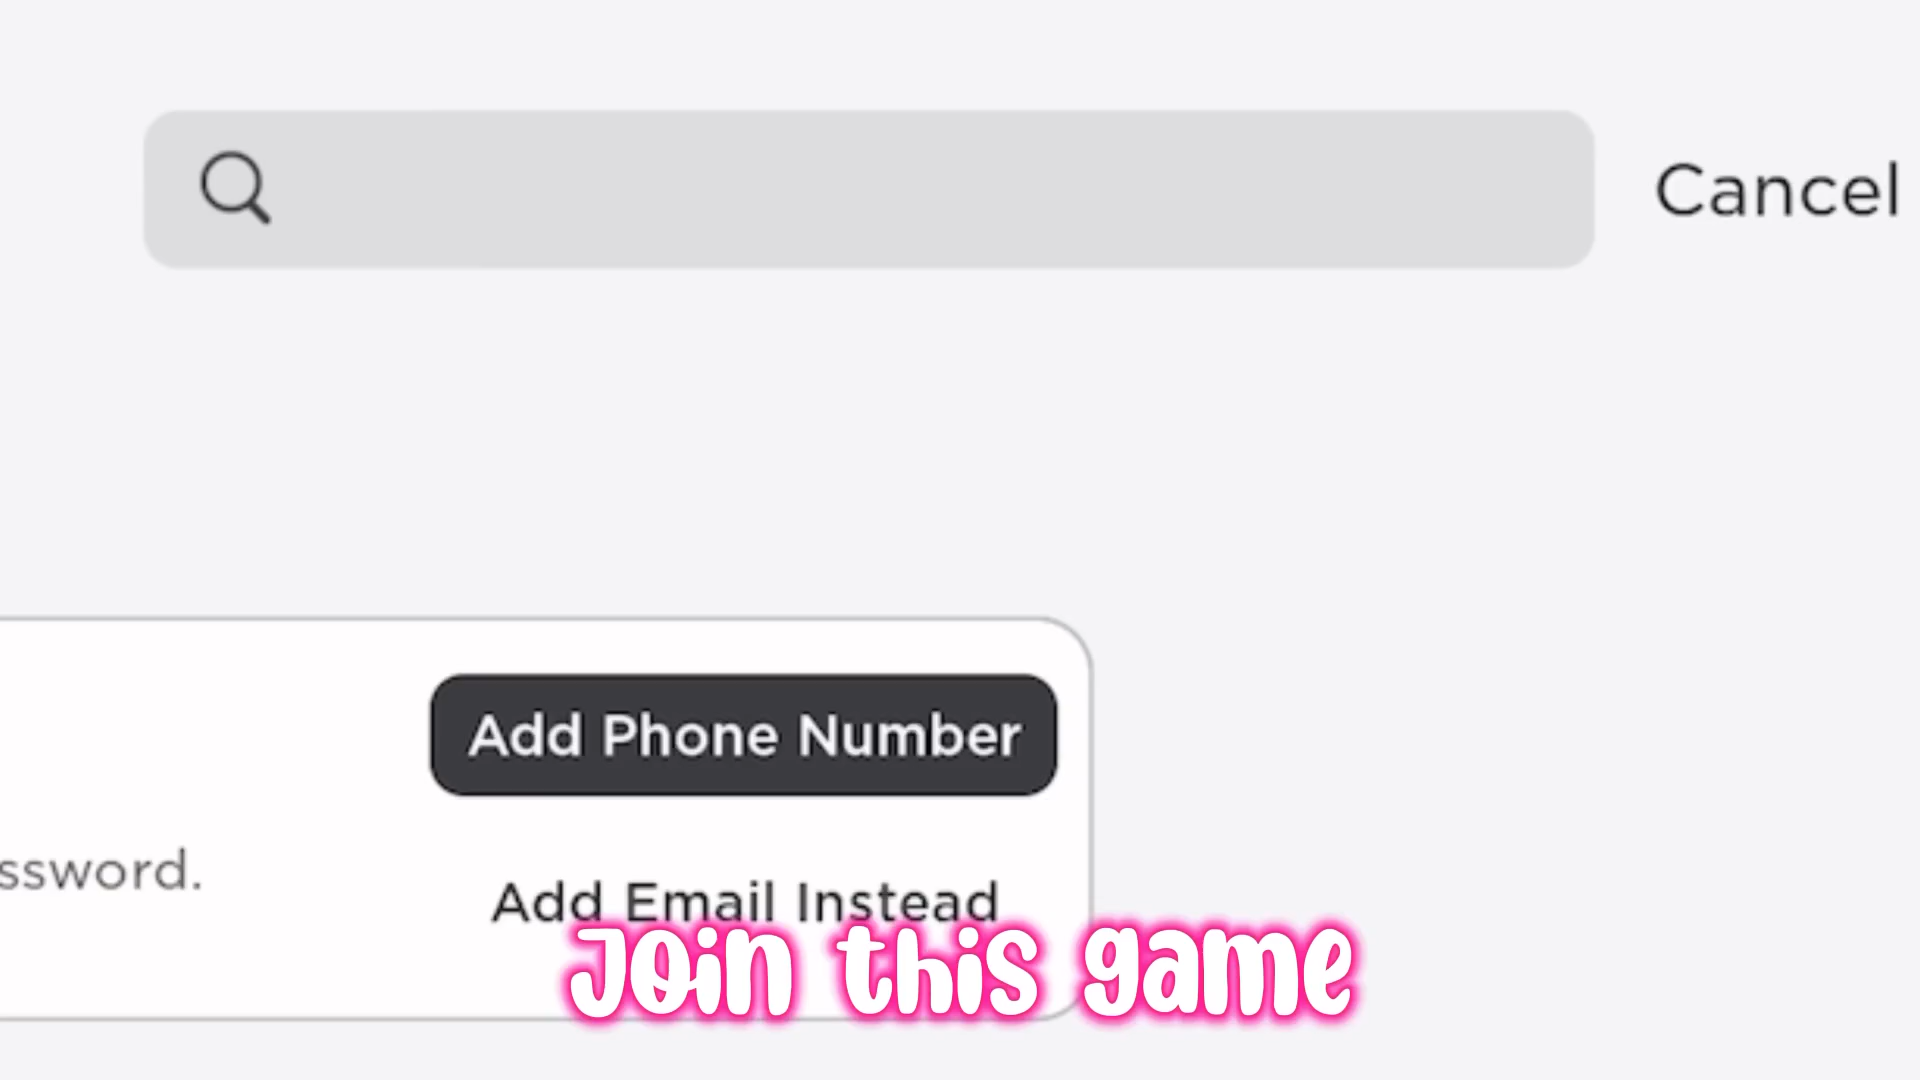 Cancel
Add Phone Number
ssword.
Add Email Instead
Join this game